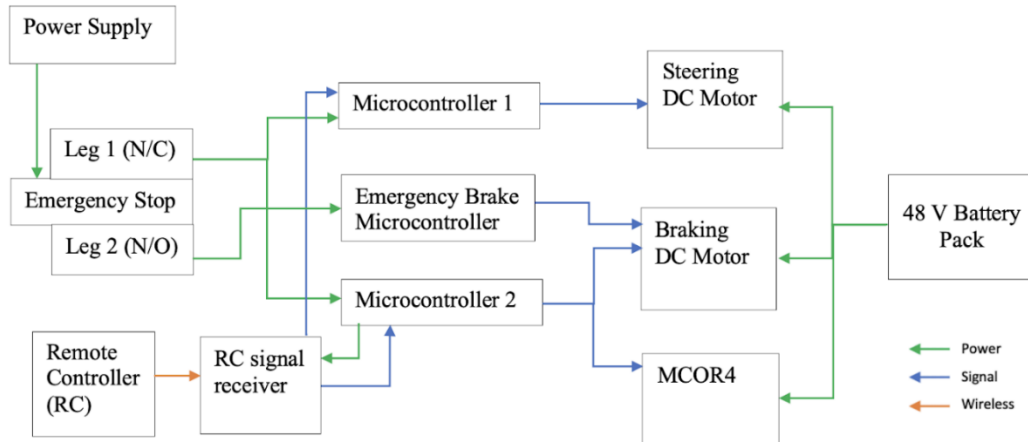 Power Supply
Leg 1 (N/C)
Emergency Stop
Leg 2 (N/O)
Remote
Controller
(RC)
RC signal
receiver
Microcontroller 1
Emergency Brake
Microcontroller
Microcontroller 2
Steering
DC Motor
Braking
DC Motor
MCOR4
48 V Battery
Pack
Power
Signal
Wireless